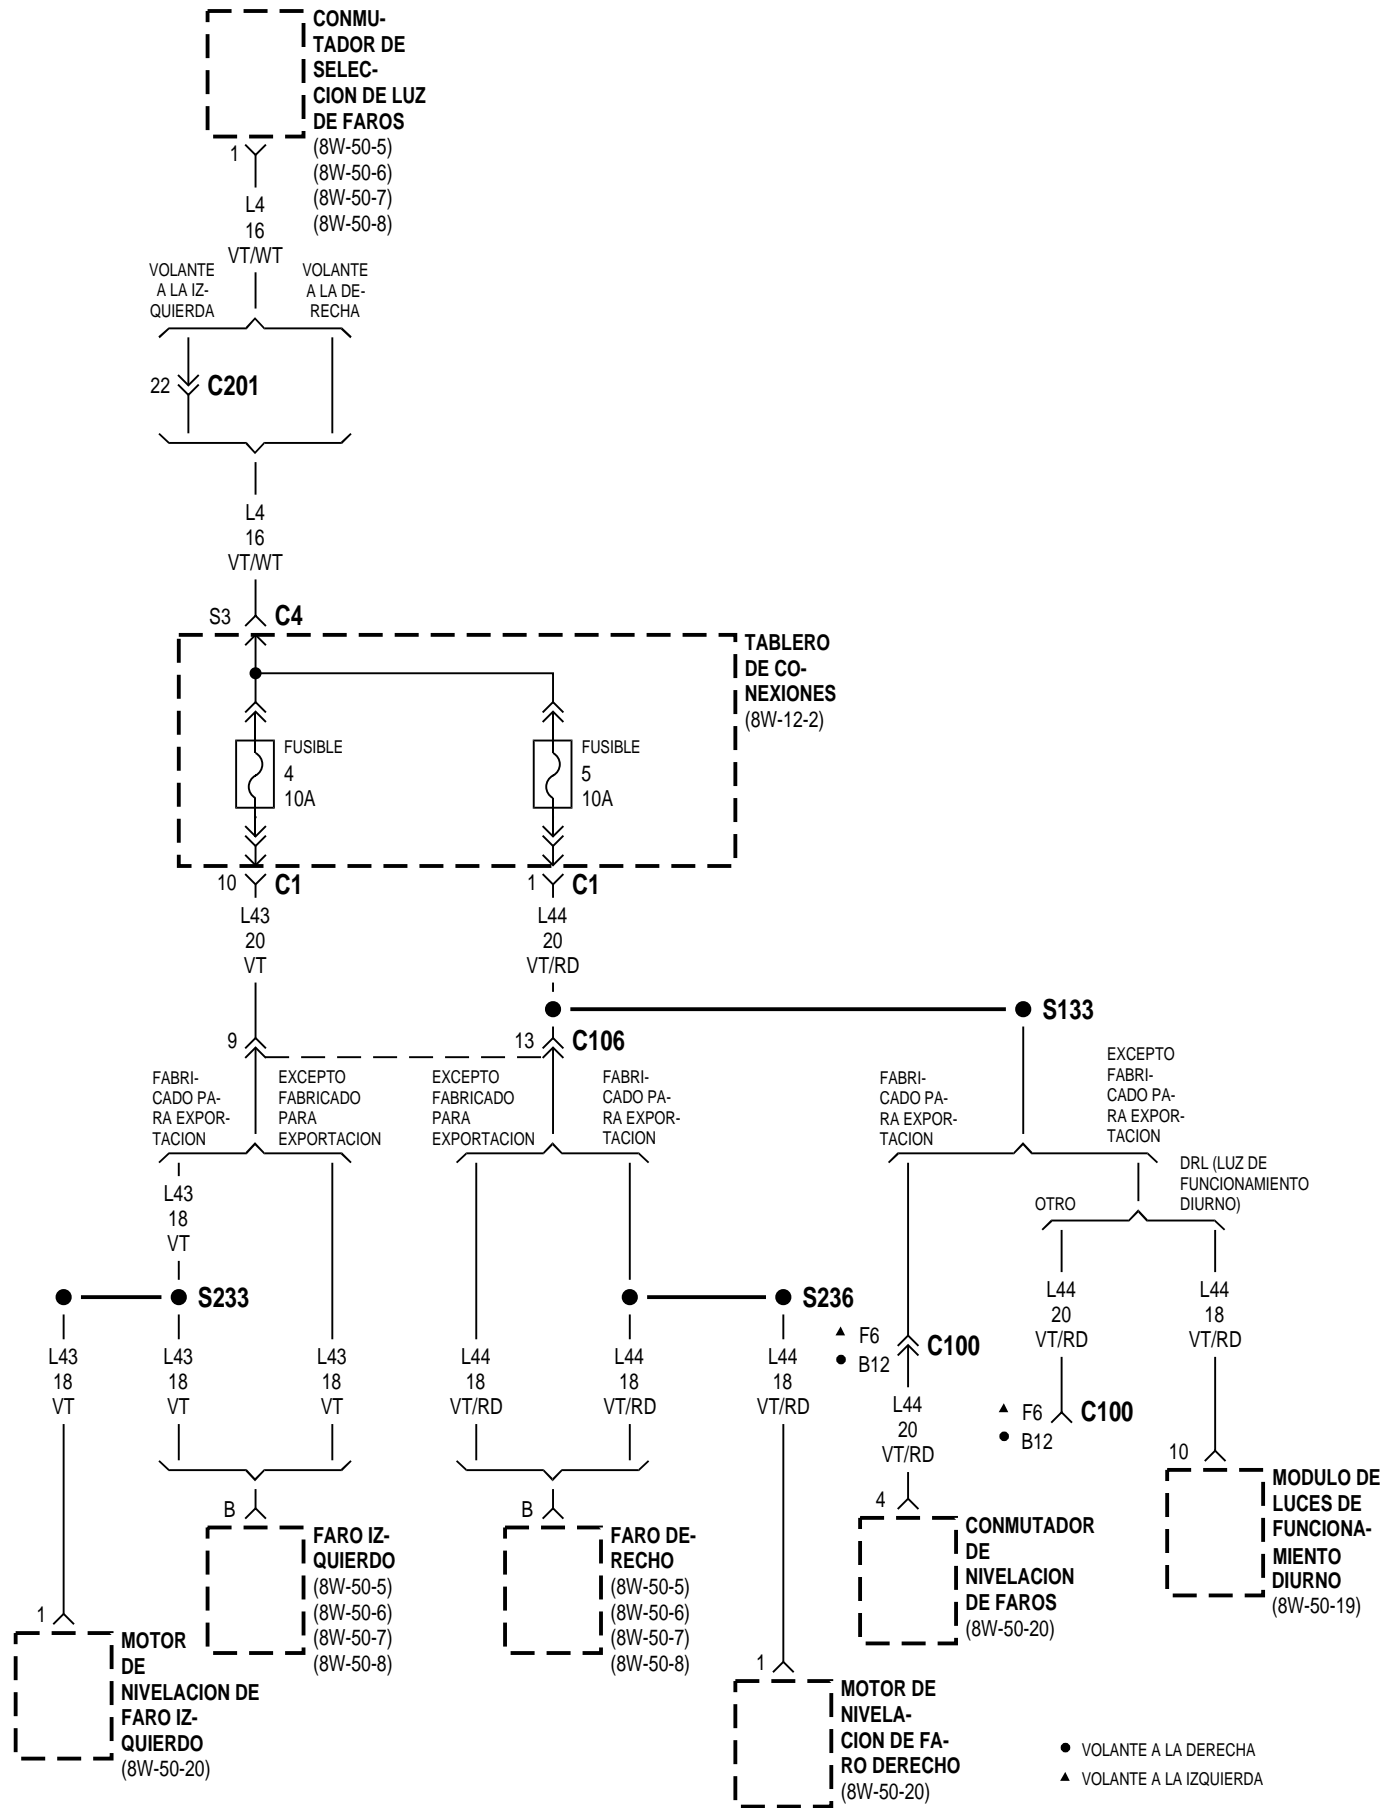 CONMU-
TADOR DE
SELEC-
CION DE LUZ
DE FAROS
(8W-50-5)
(8W-50-6)
(8W-50-7)
(8W-50-8)
1
L4
16
VT/WT
VOLANTE
A LA IZ-
QUIERDA
VOLANTE
A LA DE-
RECHA
22
C201
L4
16
VT/WT
S3
C4
TABLERO
DE CO-
NEXIONES
(8W-12-2)
FUSIBLE
4
10A
FUSIBLE
5
10A
10
C1
1
C1
L43
20
VT
L44
20
VT/RD
S133
9
13
C106
FABRI-
CADO PA-
RA EXPOR-
TACION
EXCEPTO
FABRICADO
PARA
EXPORTACION
EXCEPTO
FABRICADO
PARA
EXPORTACION
FABRI-
CADO PA-
RA EXPOR-
TACION
FABRI-
CADO PA-
RA EXPOR-
TACION
EXCEPTO
FABRI-
CADO PA-
RA EXPOR-
TACION
DRL (LUZ DE
FUNCIONAMIENTO
DIURNO)
OTRO
L43
18
VT
S233
S236
L43
18
VT
L43
18
VT
L43
18
VT
L44
18
VT/RD
L44
18
VT/RD
L44
18
VT/RD
▲ F6
● B12
C100
L44
20
VT/RD
L44
20
VT/RD
L44
18
VT/RD
▲ F6
● B12
C100
10
MODULO DE
LUCES DE
FUNCIONA-
MIENTO
DIURNO
(8W-50-19)
4
CONMUTADOR
DE
NIVELACION
DE FAROS
(8W-50-20)
B
FARO IZ-
QUIERDO
(8W-50-5)
(8W-50-6)
(8W-50-7)
(8W-50-8)
B
FARO DE-
RECHO
(8W-50-5)
(8W-50-6)
(8W-50-7)
(8W-50-8)
1
MOTOR
DE
NIVELACION DE
FARO IZ-
QUIERDO
(8W-50-20)
1
MOTOR DE
NIVELA-
CION DE FA-
RO DERECHO
(8W-50-20)
● VOLANTE A LA DERECHA
▲ VOLANTE A LA IZQUIERDA